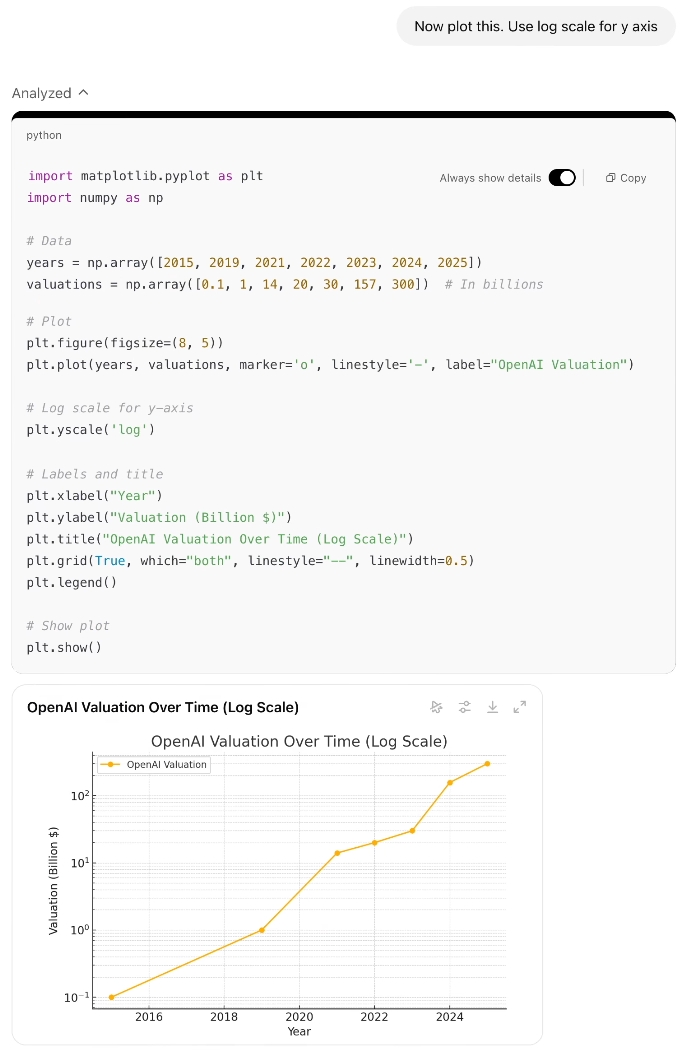 Now plot this. Use log scale for y axis
Analyzed
python
Always show details
Copy
import matplotlib.pyplot as plt
import numpy as np
# Data
years = np.array([2015, 2019, 2021, 2022, 2023, 2024, 2025])
valuations = np.array([0.1, 1, 14, 20, 30, 157, 300])  # In billions
# Plot
plt.figure(figsize=(8, 5))
plt.plot(years, valuations, marker='o', linestyle='-', label="OpenAI Valuation")
# Log scale for y-axis
plt.yscale('log')
# Labels and title
plt.xlabel("Year")
plt.ylabel("Valuation (Billion $)")
plt.title("OpenAI Valuation Over Time (Log Scale)")
plt.grid(True, which="both", linestyle="--", linewidth=0.5)
plt.legend()
# Show plot
plt.show()
OpenAI Valuation Over Time (Log Scale)
OpenAI Valuation Over Time (Log Scale)
OpenAI Valuation
Valuation (Billion $)
10²
10¹
10⁰
10⁻¹
2016 2018 2020 2022 2024
Year